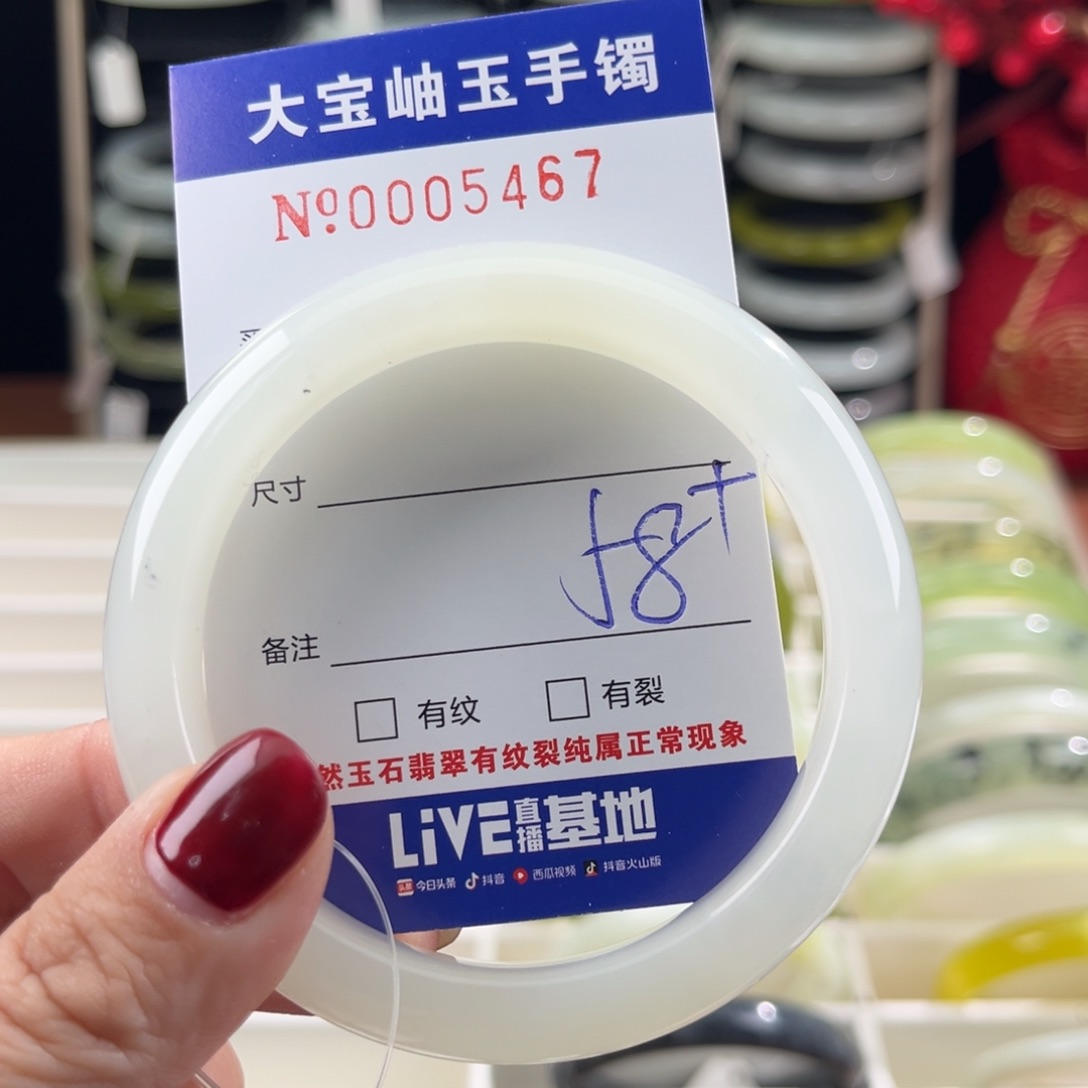 大宝岫玉手镯
Nº0005467
尺寸
58+
备注
有纹 有裂
然玉石翡翠有纹裂纯属正常现象
LiVE直播基地
今日头条 抖音 西瓜视频 抖音火山版